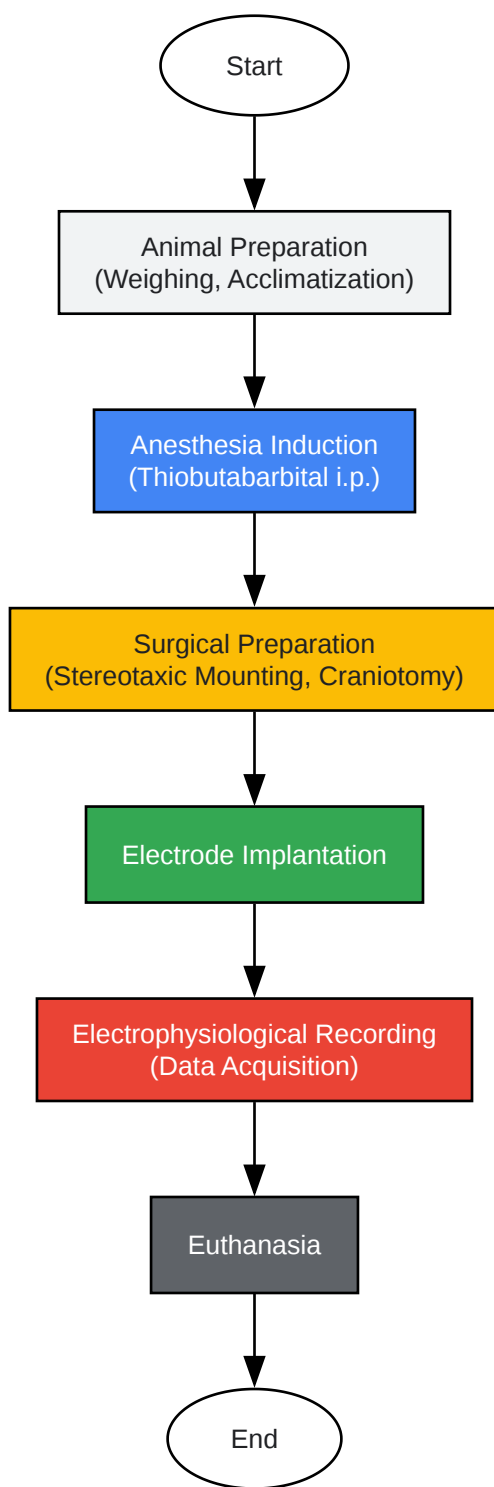 Start
Animal Preparation
(Weighing, Acclimatization)
Anesthesia Induction
(Thiobutabarbital i.p.)
Surgical Preparation
(Stereotaxic Mounting, Craniotomy)
Electrode Implantation
Electrophysiological Recording
(Data Acquisition)
Euthanasia
End